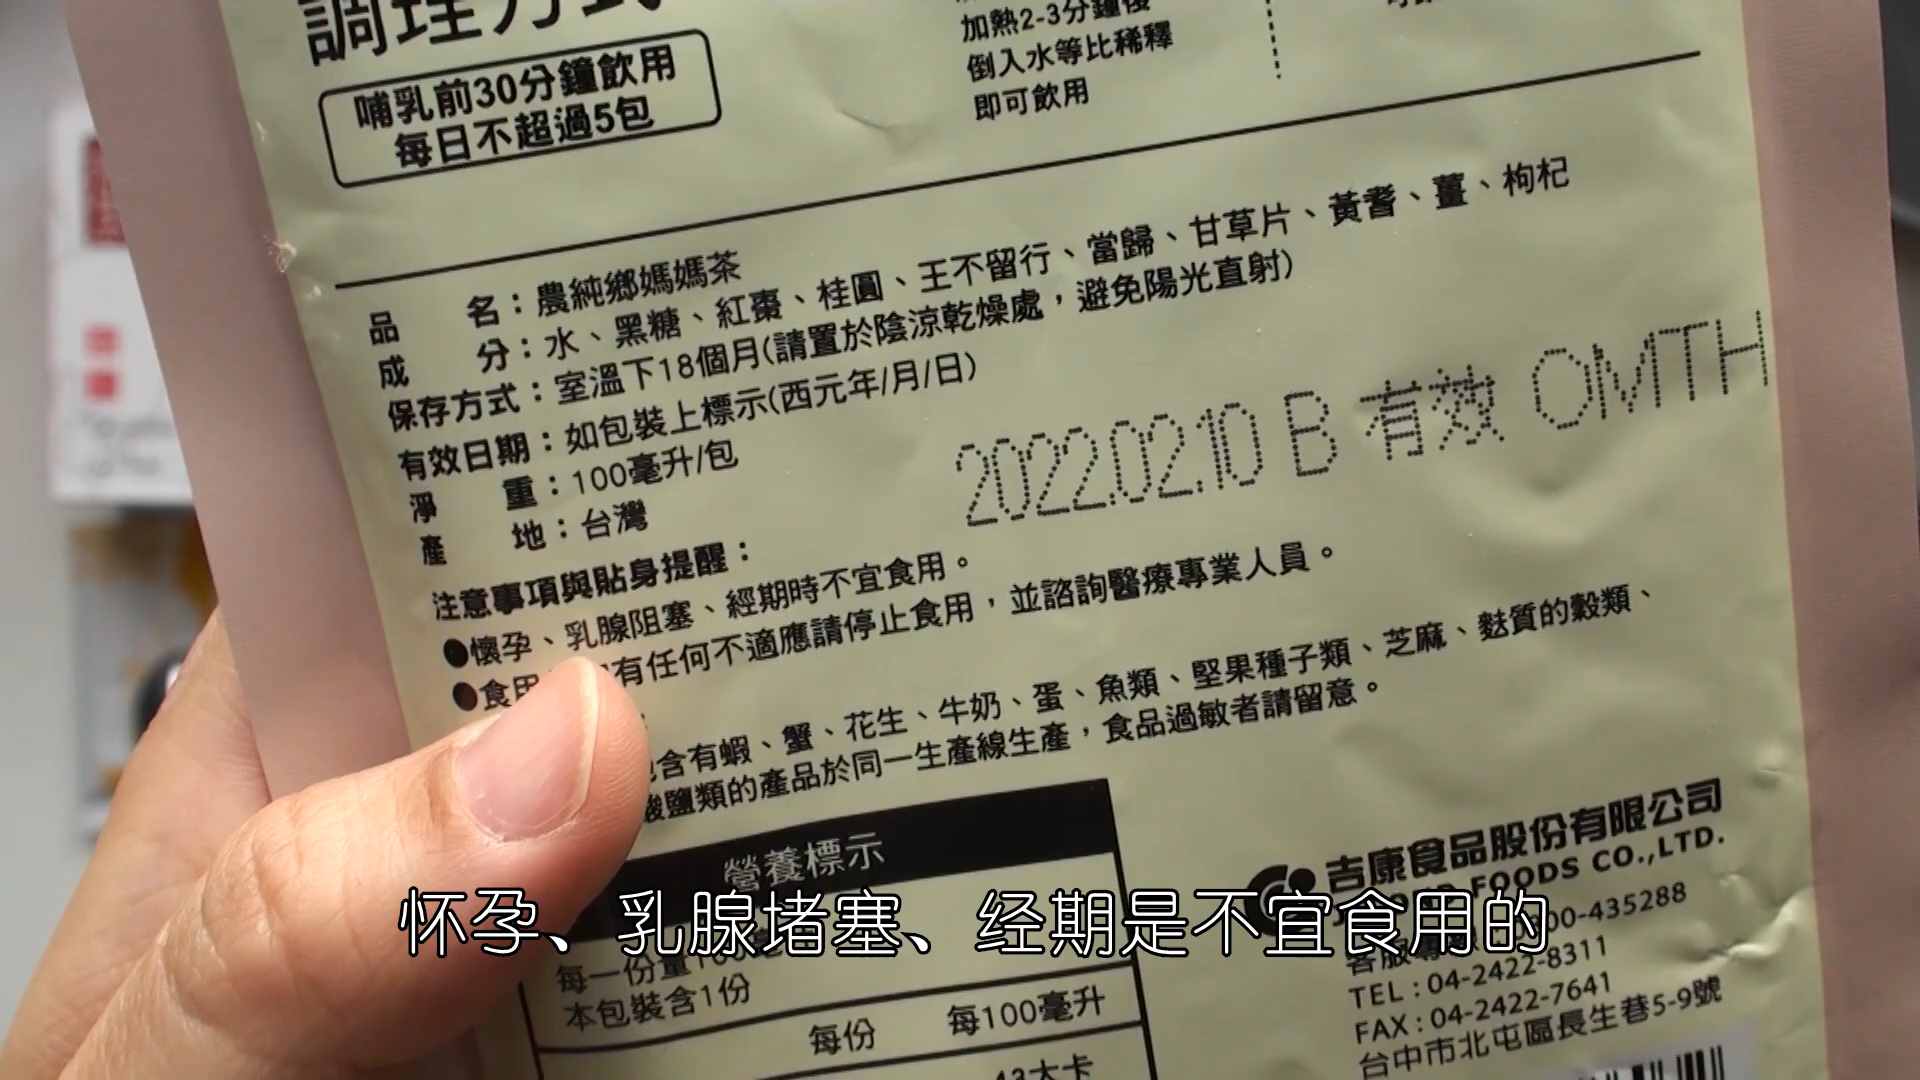 調理方式
哺乳前30分鐘飲用
每日不超過5包
加熱2-3分鐘後
倒入水等比稀釋
即可飲用
品名：農純鄉媽媽茶
成分：水、黑糖、紅棗、桂圓、王不留行、當歸、甘草片、黃耆、薑、枸杞
保存方式：室溫下18個月(請置於陰涼乾燥處，避免陽光直射)
有效日期：如包裝上標示(西元年/月/日)
淨重：100毫升/包
產地：台灣
2022.02.10 B 有效 OMTH
注意事項與貼身提醒：
●懷孕、乳腺阻塞、經期時不宜食用。
●食用 有任何不適應請停止食用，並諮詢醫療專業人員。
含有蝦、蟹、花生、牛奶、蛋、魚類、堅果種子類、芝麻、麩質的穀類、
酸鹽類的產品於同一生產線生產，食品過敏者請留意。
營養標示
每一份量100毫
本包裝含1份
每份 每100毫升
43大卡
吉康食品股份有限公司
FOODS CO.,LTD.
00-435288
TEL：04-2422-8311
FAX：04-2422-7641
台中市北屯區長生巷5-9號
怀孕、乳腺堵塞、经期是不宜食用的